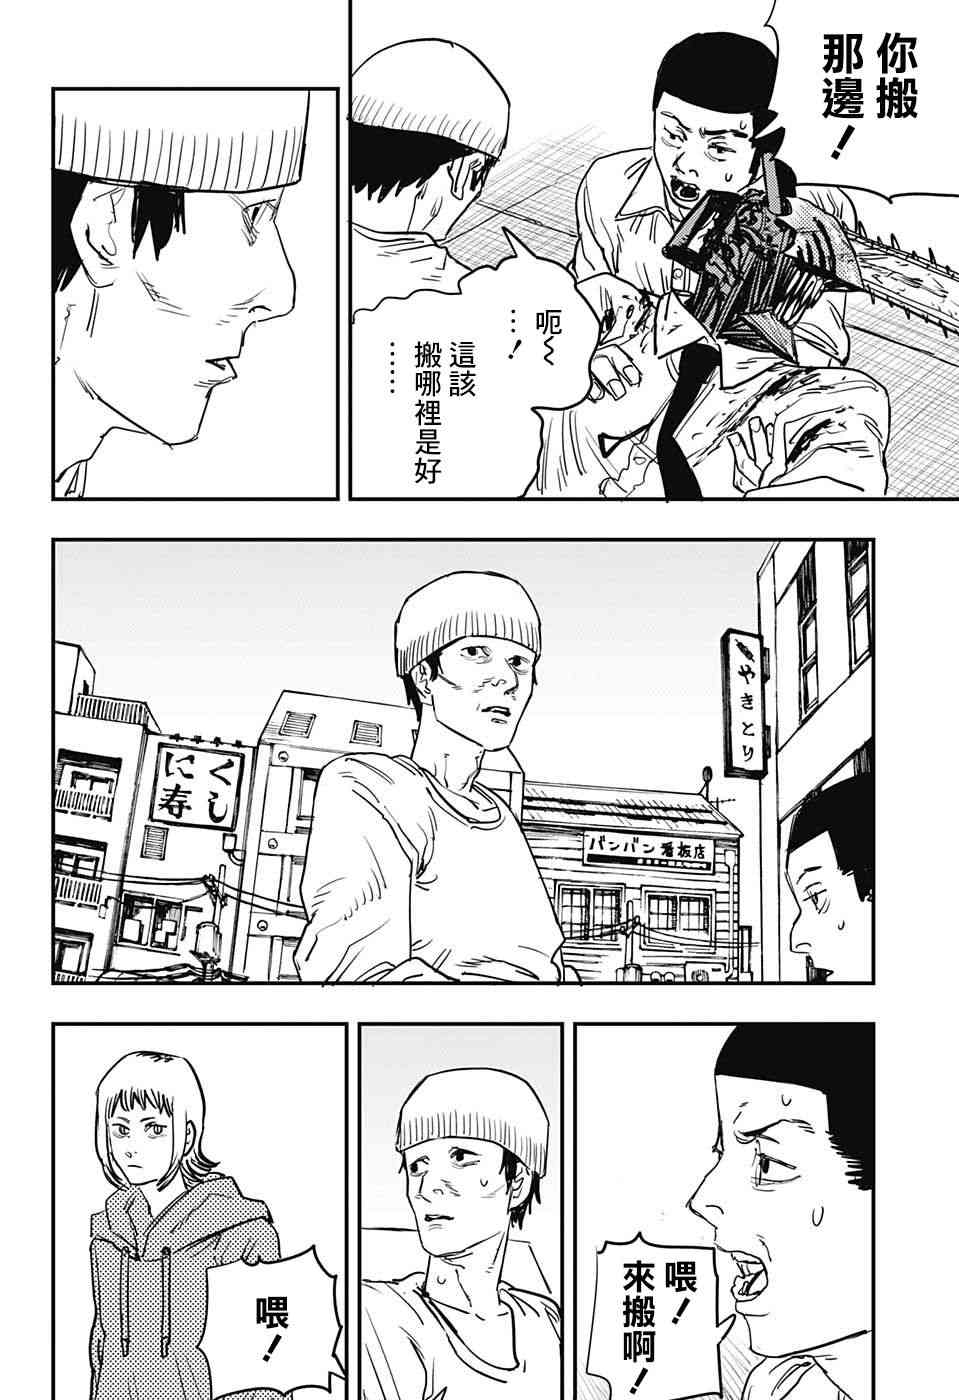 你搬
那邊！
呃～
…！
這該
搬哪裡是好
……
やきとり
くし
に寿
バンバン看板店
喂！
來搬啊！
喂！